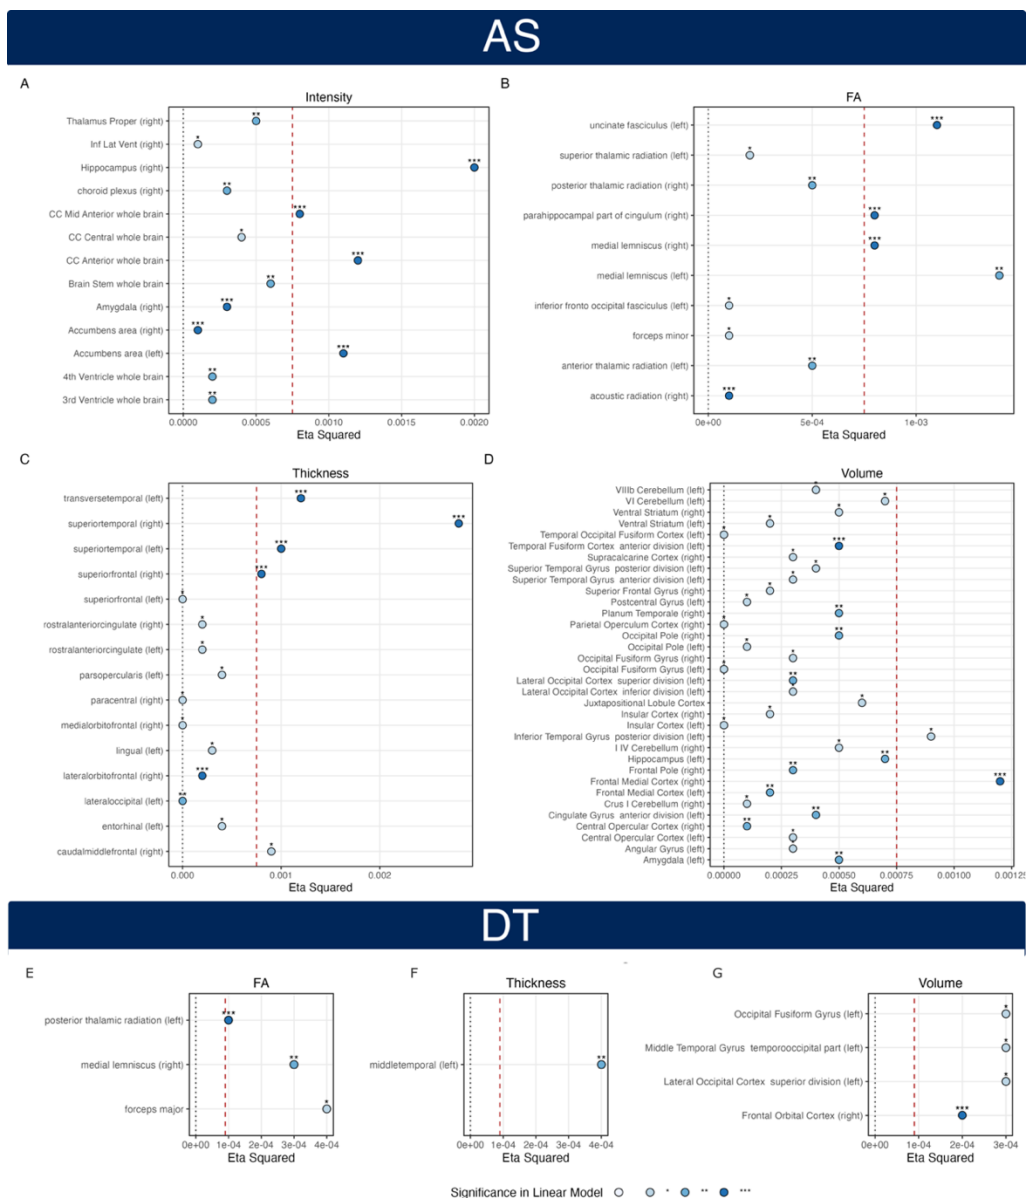 AS
A
Intensity
Thalamus Proper (right)
Inf Lat Vent (right)
Hippocampus (right)
choroid plexus (right)
CC Mid Anterior whole brain
CC Central whole brain
CC Anterior whole brain
Brain Stem whole brain
Amygdala (right)
Accumbens area (right)
Accumbens area (left)
4th Ventricle whole brain
3rd Ventricle whole brain
0.0000 0.0005 0.0010 0.0015 0.0020
Eta Squared
B
FA
uncinate fasciculus (left)
superior thalamic radiation (left)
posterior thalamic radiation (right)
parahippocampal part of cingulum (right)
medial lemniscus (right)
medial lemniscus (left)
inferior fronto occipital fasciculus (left)
forceps minor
anterior thalamic radiation (left)
acoustic radiation (right)
0e+00 5e-04 1e-03
Eta Squared
C
Thickness
transversetemporal (left)
superiortemporal (right)
superiortemporal (left)
superiorfrontal (right)
superiorfrontal (left)
rostralanteriorcingulate (right)
rostralanteriorcingulate (left)
parsopercularis (left)
paracentral (right)
medialorbitofrontal (right)
lingual (left)
lateralorbitofrontal (right)
lateraloccipital (left)
entorhinal (left)
caudalmiddlefrontal (right)
0.000 0.001 0.002
Eta Squared
D
Volume
VIIIb Cerebellum (left)
VI Cerebellum (left)
Ventral Striatum (right)
Ventral Striatum (left)
Temporal Occipital Fusiform Cortex (left)
Temporal Fusiform Cortex anterior division (left)
Supracalcarine Cortex (right)
Superior Temporal Gyrus posterior division (left)
Superior Temporal Gyrus anterior division (left)
Superior Frontal Gyrus (right)
Postcentral Gyrus (left)
Planum Temporale (right)
Parietal Operculum Cortex (right)
Occipital Pole (right)
Occipital Pole (left)
Occipital Fusiform Gyrus (right)
Occipital Fusiform Gyrus (left)
Lateral Occipital Cortex superior division (left)
Lateral Occipital Cortex inferior division (left)
Juxtapositional Lobule Cortex
Insular Cortex (right)
Insular Cortex (left)
Inferior Temporal Gyrus posterior division (left)
I IV Cerebellum (right)
Hippocampus (left)
Frontal Pole (right)
Frontal Medial Cortex (right)
Frontal Medial Cortex (left)
Crus I Cerebellum (right)
Cingulate Gyrus anterior division (left)
Central Opercular Cortex (right)
Central Opercular Cortex (left)
Angular Gyrus (left)
Amygdala (left)
0.00000 0.00025 0.00050 0.00075 0.00100 0.00125
Eta Squared
DT
E
FA
posterior thalamic radiation (left)
medial lemniscus (right)
forceps major
0e+00 1e-04 2e-04 3e-04 4e-04
Eta Squared
F
Thickness
middletemporal (left)
0e+00 1e-04 2e-04 3e-04 4e-04
Eta Squared
G
Volume
Occipital Fusiform Gyrus (left)
Middle Temporal Gyrus temporooccipital part (left)
Lateral Occipital Cortex superior division (left)
Frontal Orbital Cortex (right)
0e+00 1e-04 2e-04 3e-04
Eta Squared
Significance in Linear Model * ** ***